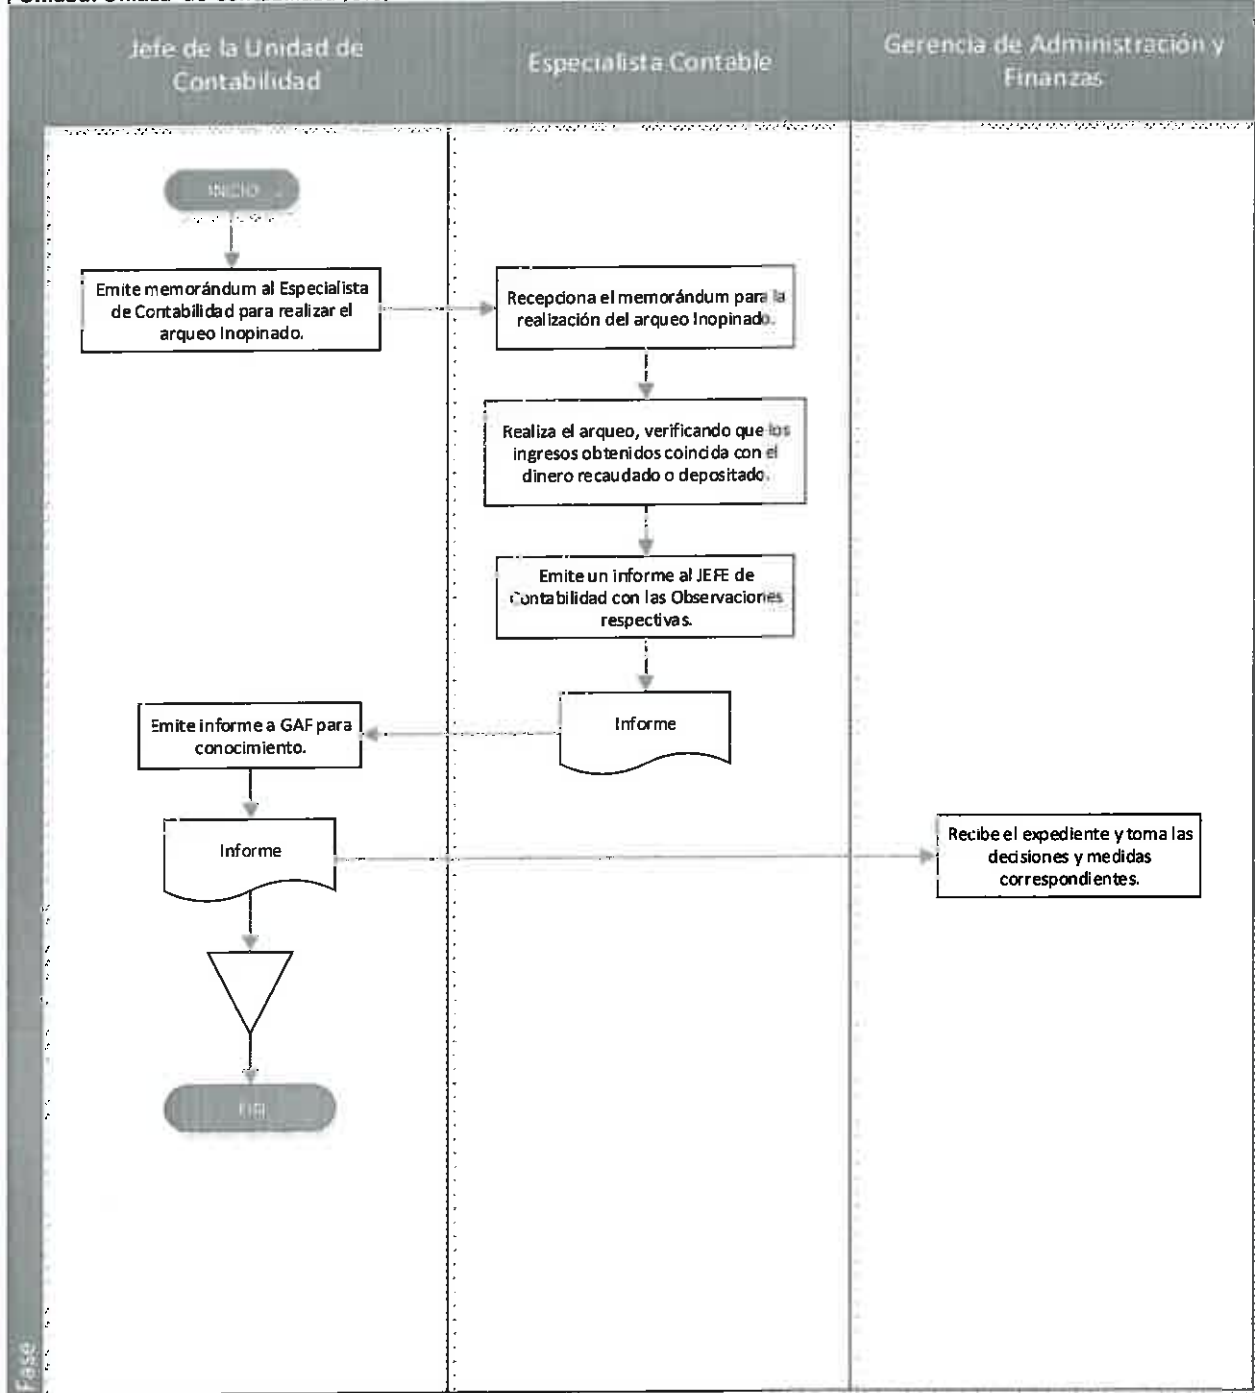 Jefe de la Unidad de
Contabilidad
Especialista Contable
Gerencia de Administración y
Finanzas
INICIO
Emite memorándum al Especialista
de Contabilidad para realizar el
arqueo Inopinado.
Recepciona el memorándum para la
realización del arqueo Inopinado.
Realiza el arqueo, verificando que los
ingresos obtenidos coincida con el
dinero recaudado o depositado.
Emite un informe al JEFE de
Contabilidad con las Observaciones
respectivas.
Informe
Emite informe a GAF para
conocimiento.
Informe
Recibe el expediente y toma las
decisiones y medidas
correspondientes.
FIN
Fase